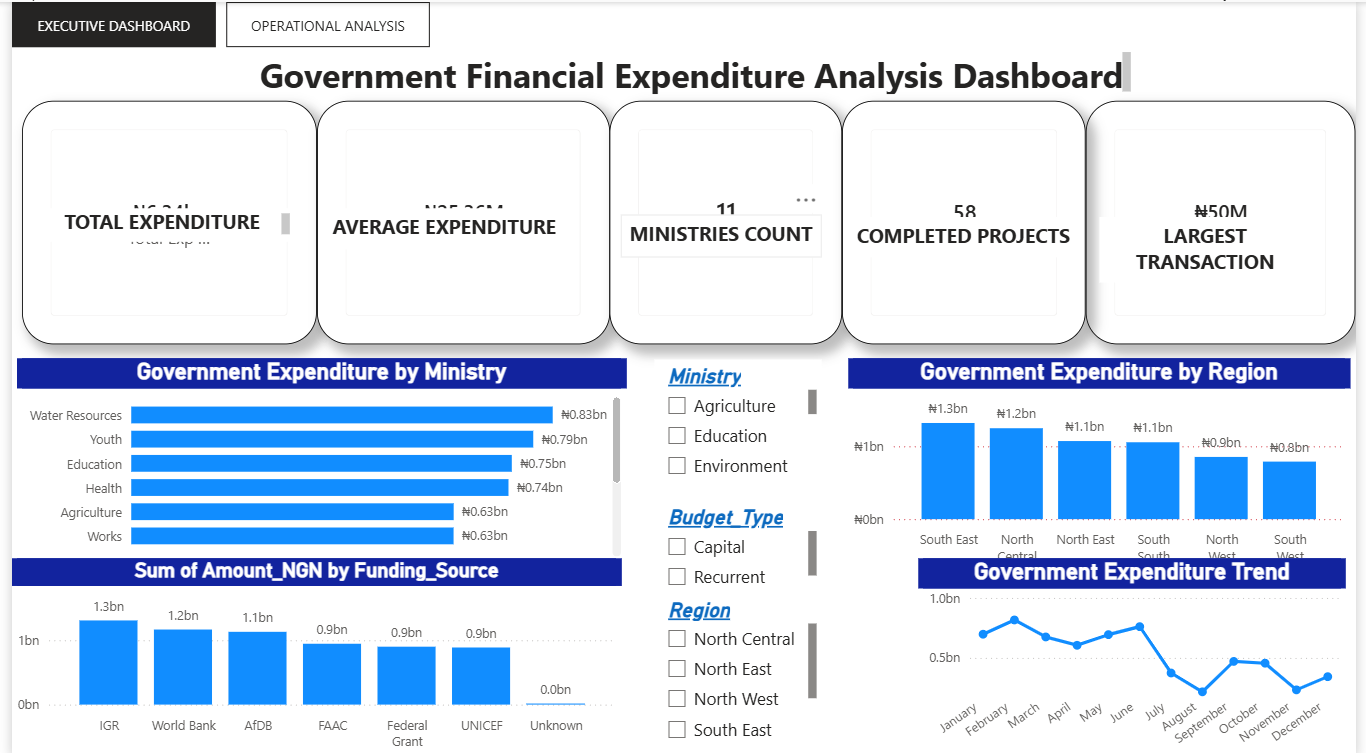 EXECUTIVE DASHBOARD
OPERATIONAL ANALYSIS
Government Financial Expenditure Analysis Dashboard
TOTAL EXPENDITURE
AVERAGE EXPENDITURE
11
MINISTRIES COUNT
58
COMPLETED PROJECTS
₦50M
LARGEST
TRANSACTION
Government Expenditure by Ministry
Water Resources ₦0.83bn
Youth ₦0.79bn
Education ₦0.75bn
Health ₦0.74bn
Agriculture ₦0.63bn
Works ₦0.63bn
Ministry
Agriculture
Education
Environment
Budget_Type
Capital
Recurrent
Region
North Central
North East
North West
South East
Government Expenditure by Region
₦1.3bn ₦1.2bn ₦1.1bn ₦1.1bn ₦0.9bn ₦0.8bn
₦1bn
₦0bn
South East North East North South North South
Central South West West
Sum of Amount_NGN by Funding_Source
1.3bn 1.2bn 1.1bn 0.9bn 0.9bn 0.9bn 0.0bn
1bn
0bn
IGR World Bank AfDB FAAC Federal UNICEF Unknown
Grant
Government Expenditure Trend
1.0bn
0.5bn
January February March April May June July August September October November December